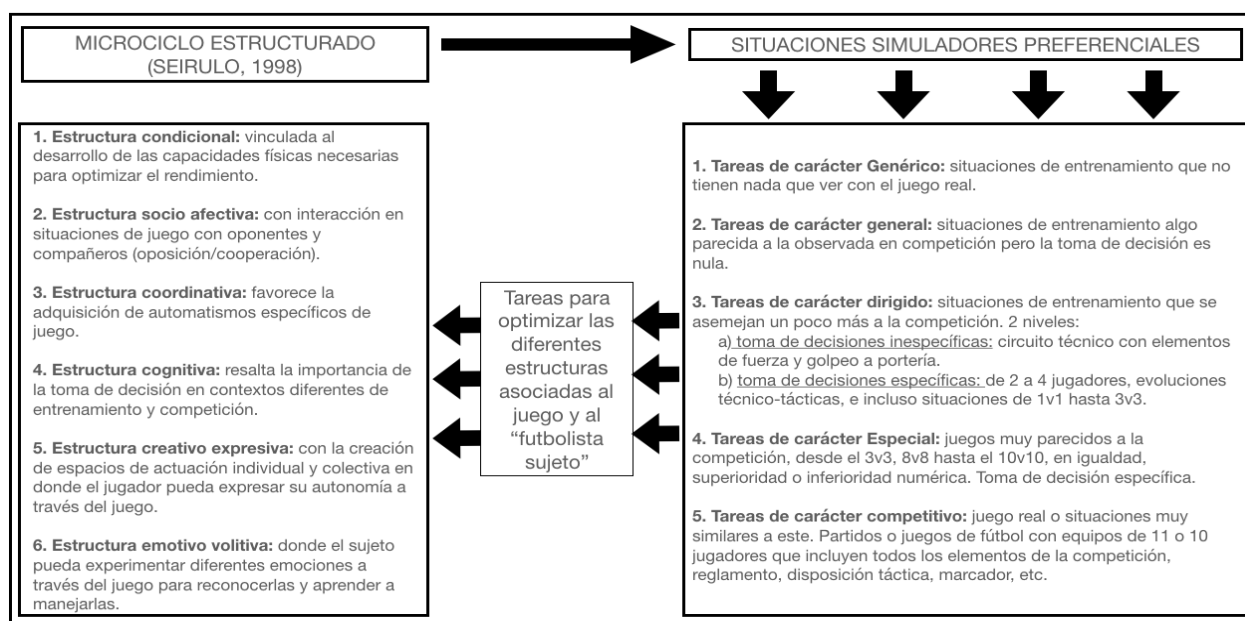 MICROCICLO ESTRUCTURADO
(SEIRULO, 1998)
SITUACIONES SIMULADORES PREFERENCIALES
1. Estructura condicional: vinculada al
desarrollo de las capacidades físicas necesarias
para optimizar el rendimiento.
2. Estructura socio afectiva: con interacción en
situaciones de juego con oponentes y
compañeros (oposición/cooperación).
3. Estructura coordinativa: favorece la
adquisición de automatismos específicos de
juego.
4. Estructura cognitiva: resalta la importancia de
la toma de decisión en contextos diferentes de
entrenamiento y competición.
5. Estructura creativo expresiva: con la creación
de espacios de actuación individual y colectiva en
donde el jugador pueda expresar su autonomía a
través del juego.
6. Estructura emotivo volitiva: donde el sujeto
pueda experimentar diferentes emociones a
través del juego para reconocerlas y aprender a
manejarlas.
Tareas para
optimizar las
diferentes
estructuras
asociadas al
juego y al
“futbolista
sujeto”
1. Tareas de carácter Genérico: situaciones de entrenamiento que no
tienen nada que ver con el juego real.
2. Tareas de carácter general: situaciones de entrenamiento algo
parecida a la observada en competición pero la toma de decisión es
nula.
3. Tareas de carácter dirigido: situaciones de entrenamiento que se
asemejan un poco más a la competición. 2 niveles:
a) toma de decisiones inespecíficas: circuito técnico con elementos
de fuerza y golpeo a portería.
b) toma de decisiones específicas: de 2 a 4 jugadores, evoluciones
técnico-tácticas, e incluso situaciones de 1v1 hasta 3v3.
4. Tareas de carácter Especial: juegos muy parecidos a la
competición, desde el 3v3, 8v8 hasta el 10v10, en igualdad,
superioridad o inferioridad numérica. Toma de decisión específica.
5. Tareas de carácter competitivo: juego real o situaciones muy
similares a este. Partidos o juegos de fútbol con equipos de 11 o 10
jugadores que incluyen todos los elementos de la competición,
reglamento, disposición táctica, marcador, etc.